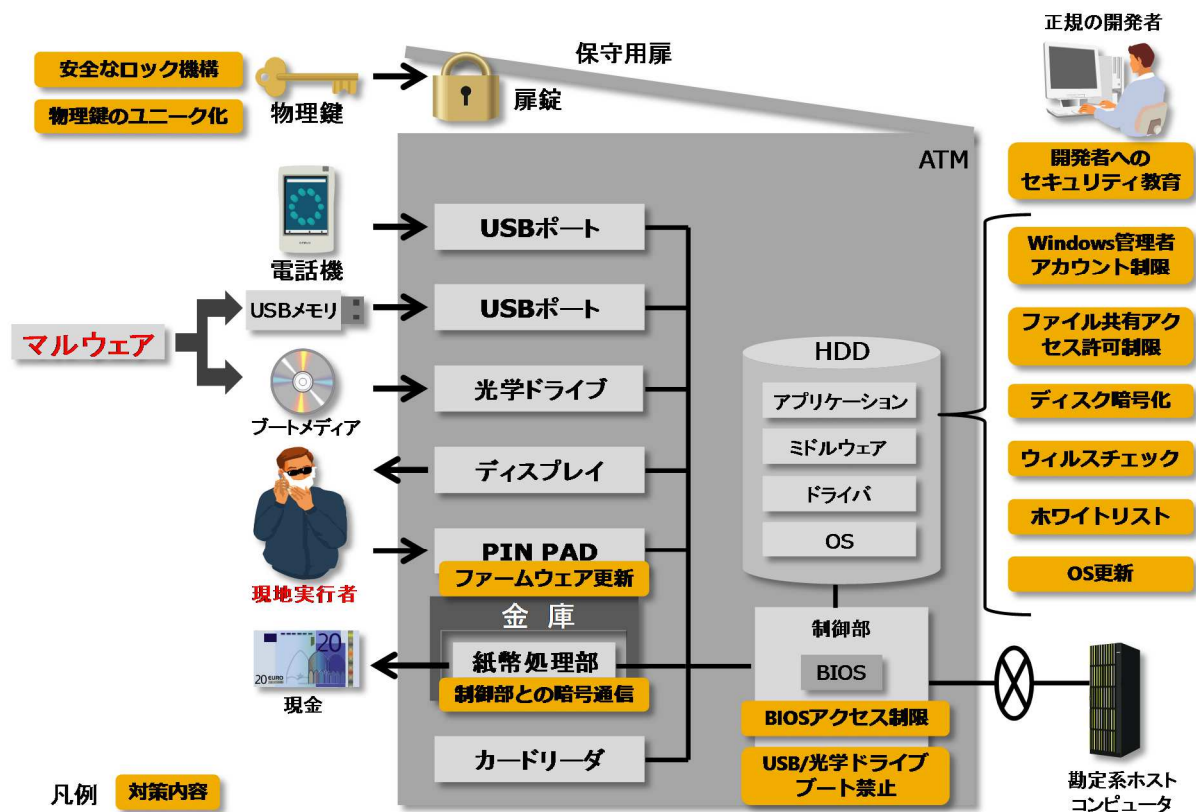 正規の開発者
保守用扉
安全なロック機構
物理鍵のユニーク化
物理鍵
扉錠
ATM
開発者への
セキュリティ教育
USBポート
電話機
Windows管理者
アカウント制限
マルウェア
USBメモリ
USBポート
ファイル共有アク
セス許可制限
HDD
光学ドライブ
アプリケーション
ディスク暗号化
ブートメディア
ミドルウェア
ディスプレイ
ウィルスチェック
ドライバ
ホワイトリスト
OS
PIN PAD
ファームウェア更新
OS更新
現地実行者
金 庫
制御部
20
紙幣処理部
BIOS
20 EURO
制御部との暗号通信
現金
BIOSアクセス制限
カードリーダ
USB/光学ドライブ
ブート禁止
勘定系ホスト
コンピュータ
凡例
対策内容